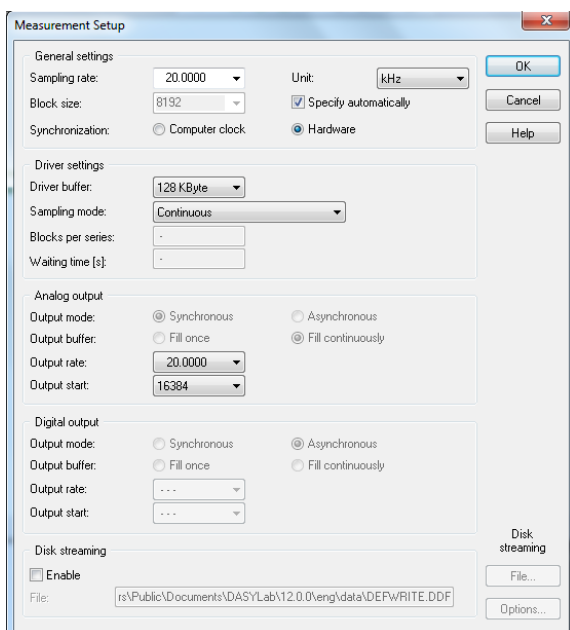 Measurement Setup
General settings
Sampling rate: 20.0000 Unit: kHz
Block size: 8192 Specify automatically
Synchronization: Computer clock Hardware
OK
Cancel
Help
Driver settings
Driver buffer: 128 KByte
Sampling mode: Continuous
Blocks per series: -
Waiting time [s]: -
Analog output
Output mode: Synchronous Asynchronous
Output buffer: Fill once Fill continuously
Output rate: 20.0000
Output start: 16384
Digital output
Output mode: Synchronous Asynchronous
Output buffer: Fill once Fill continuously
Output rate: ---
Output start: ---
Disk streaming
Enable
File: rs\Public\Documents\DASYLab\12.0.0\eng\data\DEFWRITE.DDF
Disk
streaming
File...
Options...